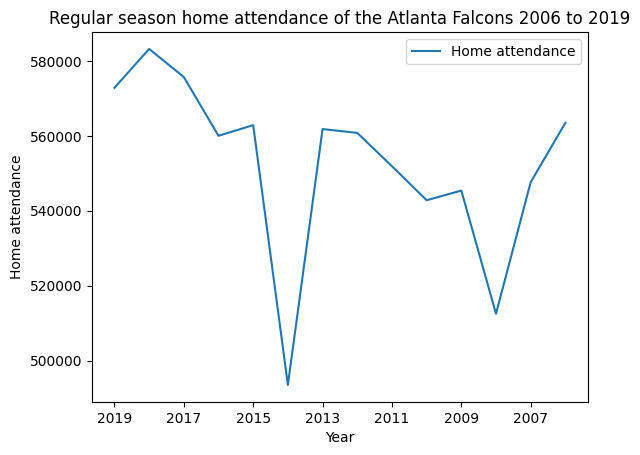 Regular season home attendance of the Atlanta Falcons 2006 to 2019
Home attendance
580000
560000
540000
520000
500000
Home attendance
2019 2017 2015 2013 2011 2009 2007
Year